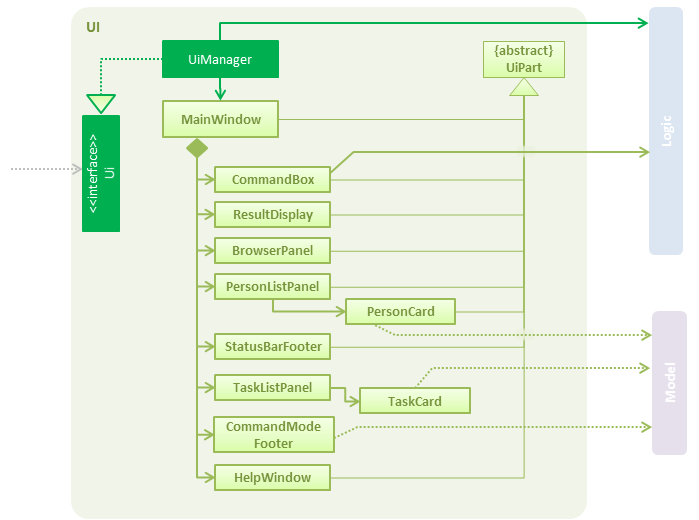 UI
UiManager
{abstract}
UiPart
MainWindow
<<interface>>
Ui
Logic
CommandBox
ResultDisplay
BrowserPanel
PersonListPanel
PersonCard
StatusBarFooter
TaskListPanel
TaskCard
Model
CommandMode
Footer
HelpWindow